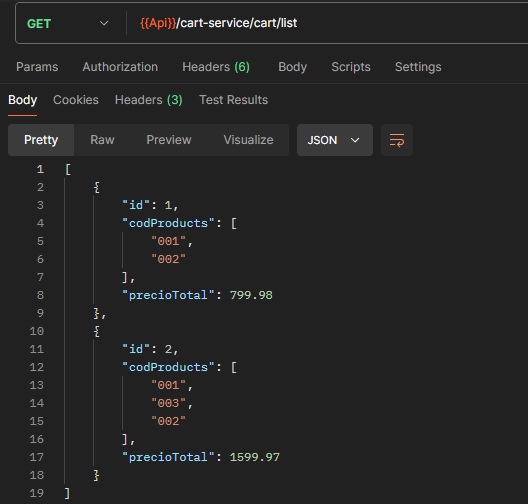 GET {{Api}}/cart-service/cart/list
Params Authorization Headers (6) Body Scripts Settings
Body Cookies Headers (3) Test Results
Pretty Raw Preview Visualize JSON
1 [
2 {
3 "id": 1,
4 "codProducts": [
5 "001",
6 "002"
7 ],
8 "precioTotal": 799.98
9 },
10 {
11 "id": 2,
12 "codProducts": [
13 "001",
14 "003",
15 "002"
16 ],
17 "precioTotal": 1599.97
18 }
19 ]